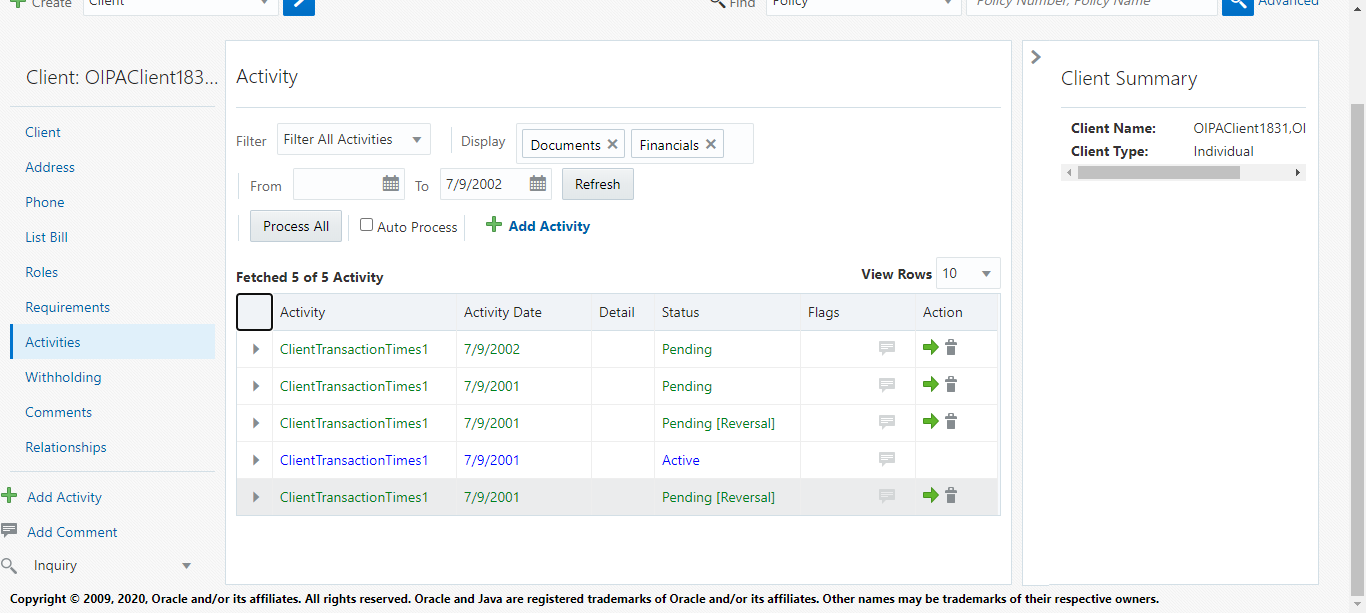 Create Client
Find Policy Policy Number, Policy Name Advanced
Client: OIPAClient183...
Client
Address
Phone
List Bill
Roles
Requirements
Activities
Withholding
Comments
Relationships
Add Activity
Add Comment
Inquiry
Activity
Filter Filter All Activities Display Documents Financials
From To 7/9/2002 Refresh
Process All Auto Process Add Activity
Fetched 5 of 5 Activity View Rows 10
Activity Activity Date Detail Status Flags Action
ClientTransactionTimes1 7/9/2002 Pending
ClientTransactionTimes1 7/9/2001 Pending
ClientTransactionTimes1 7/9/2001 Pending [Reversal]
ClientTransactionTimes1 7/9/2001 Active
ClientTransactionTimes1 7/9/2001 Pending [Reversal]
Client Summary
Client Name: OIPAClient1831,OI
Client Type: Individual
Copyright © 2009, 2020, Oracle and/or its affiliates. All rights reserved. Oracle and Java are registered trademarks of Oracle and/or its affiliates. Other names may be trademarks of their respective owners.